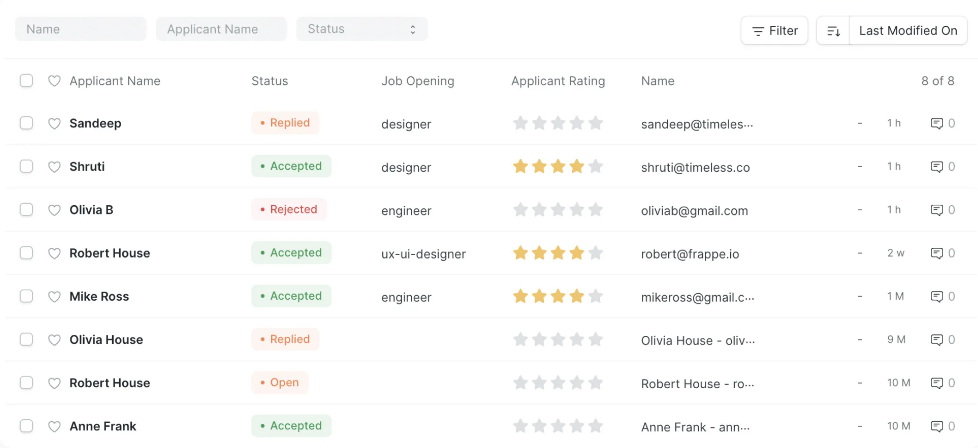 Name Applicant Name Status Filter Last Modified On
Applicant Name Status Job Opening Applicant Rating Name 8 of 8
Sandeep • Replied designer sandeep@timeles··· - 1 h 0
Shruti • Accepted designer shruti@timeless.co - 1 h 0
Olivia B • Rejected engineer oliviab@gmail.com - 1 h 0
Robert House • Accepted ux-ui-designer robert@frappe.io - 2 w 0
Mike Ross • Accepted engineer mikeross@gmail.c··· - 1 M 0
Olivia House • Replied Olivia House - oliv··· - 9 M 0
Robert House • Open Robert House - ro··· - 10 M 0
Anne Frank • Accepted Anne Frank - ann··· - 10 M 0